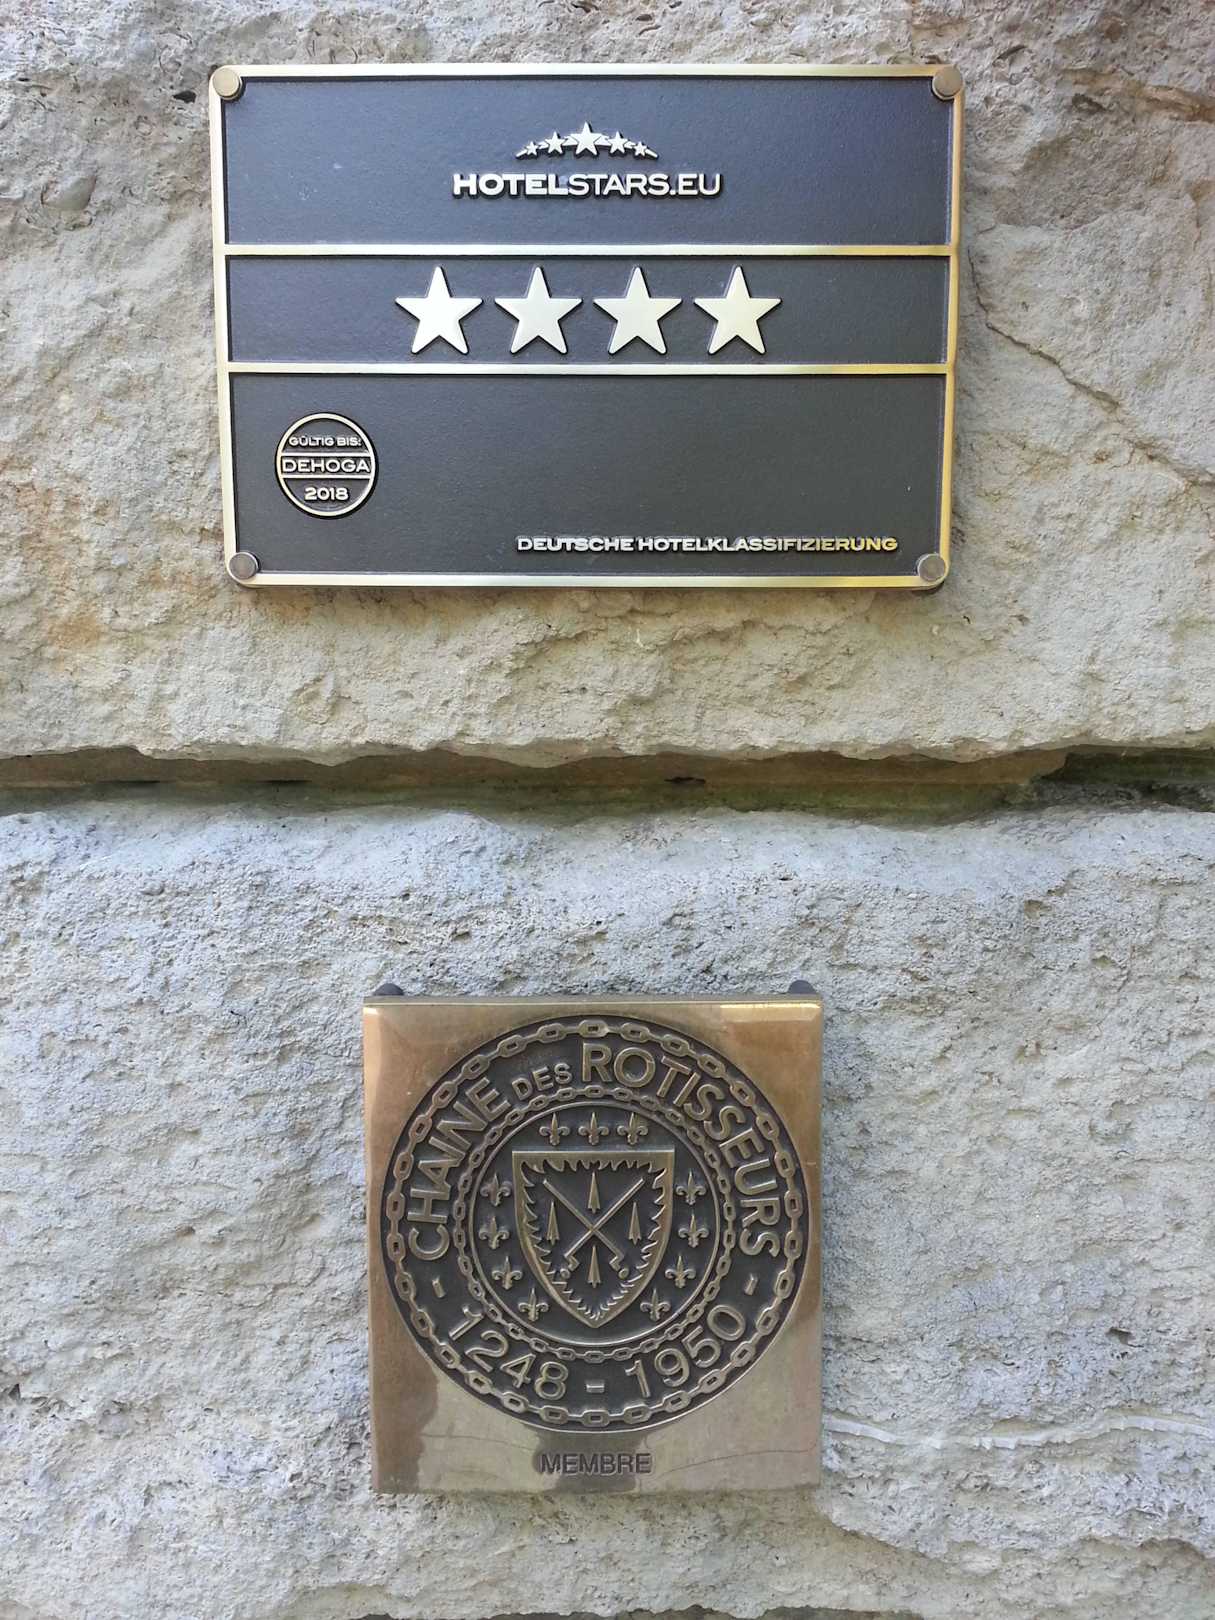 HOTELSTARS.EU
GÜLTIG BIS:
DEHOGA
2018
DEUTSCHE HOTELKLASSIFIZIERUNG
CHAINE DES ROTISSEURS
- 1248 - 1950 -
MEMBRE